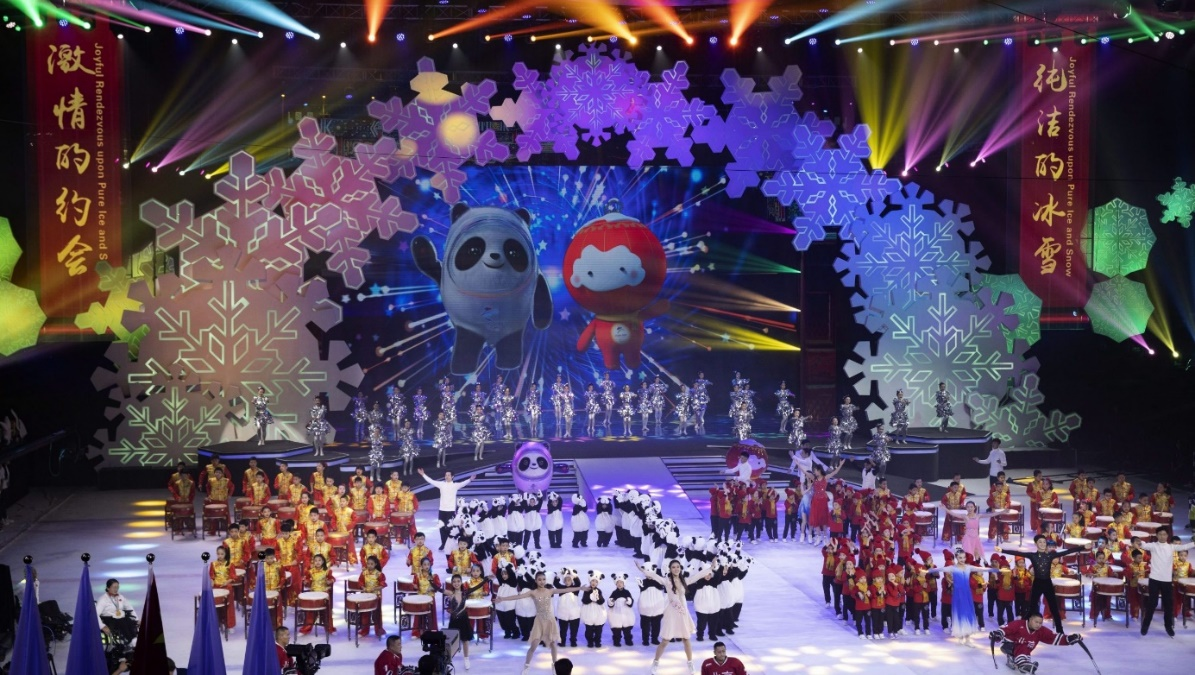 激情的约会
Joyful Rendezvous upon Pure Ice and S
纯洁的冰雪
Joyful Rendezvous upon Pure Ice and Snow